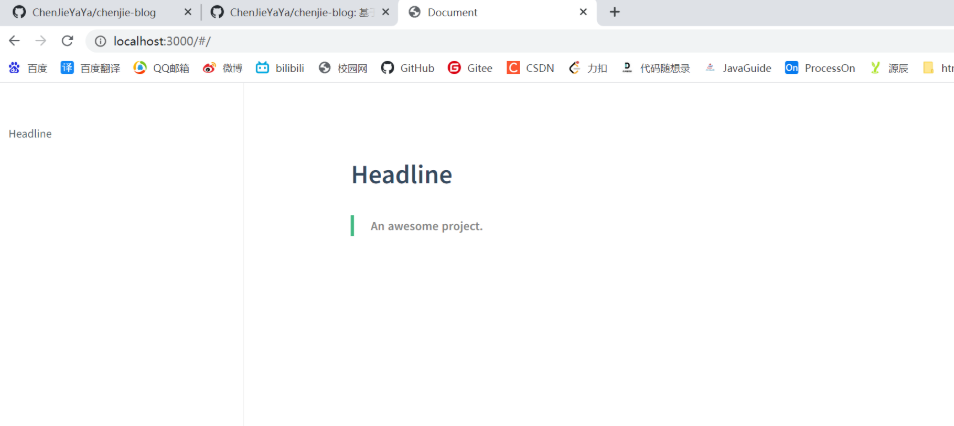 ChenJieYaYa/chenjie-blog
ChenJieYaYa/chenjie-blog: 基于
Document
localhost:3000/#/
百度
百度翻译
QQ邮箱
微博
bilibili
校园网
GitHub
Gitee
CSDN
力扣
代码随想录
JavaGuide
ProcessOn
源辰
htr
Headline
Headline
An awesome project.